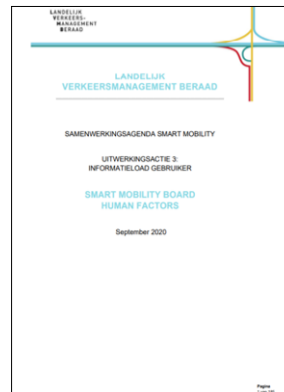 LANDELIJK
VERKEERS-
MANAGEMENT
BERAAD
LANDELIJK
VERKEERSMANAGEMENT BERAAD
SAMENWERKINGSAGENDA SMART MOBILITY
UITWERKINGSACTIE 3:
INFORMATIELOAD GEBRUIKER
SMART MOBILITY BOARD
HUMAN FACTORS
September 2020
Pagina